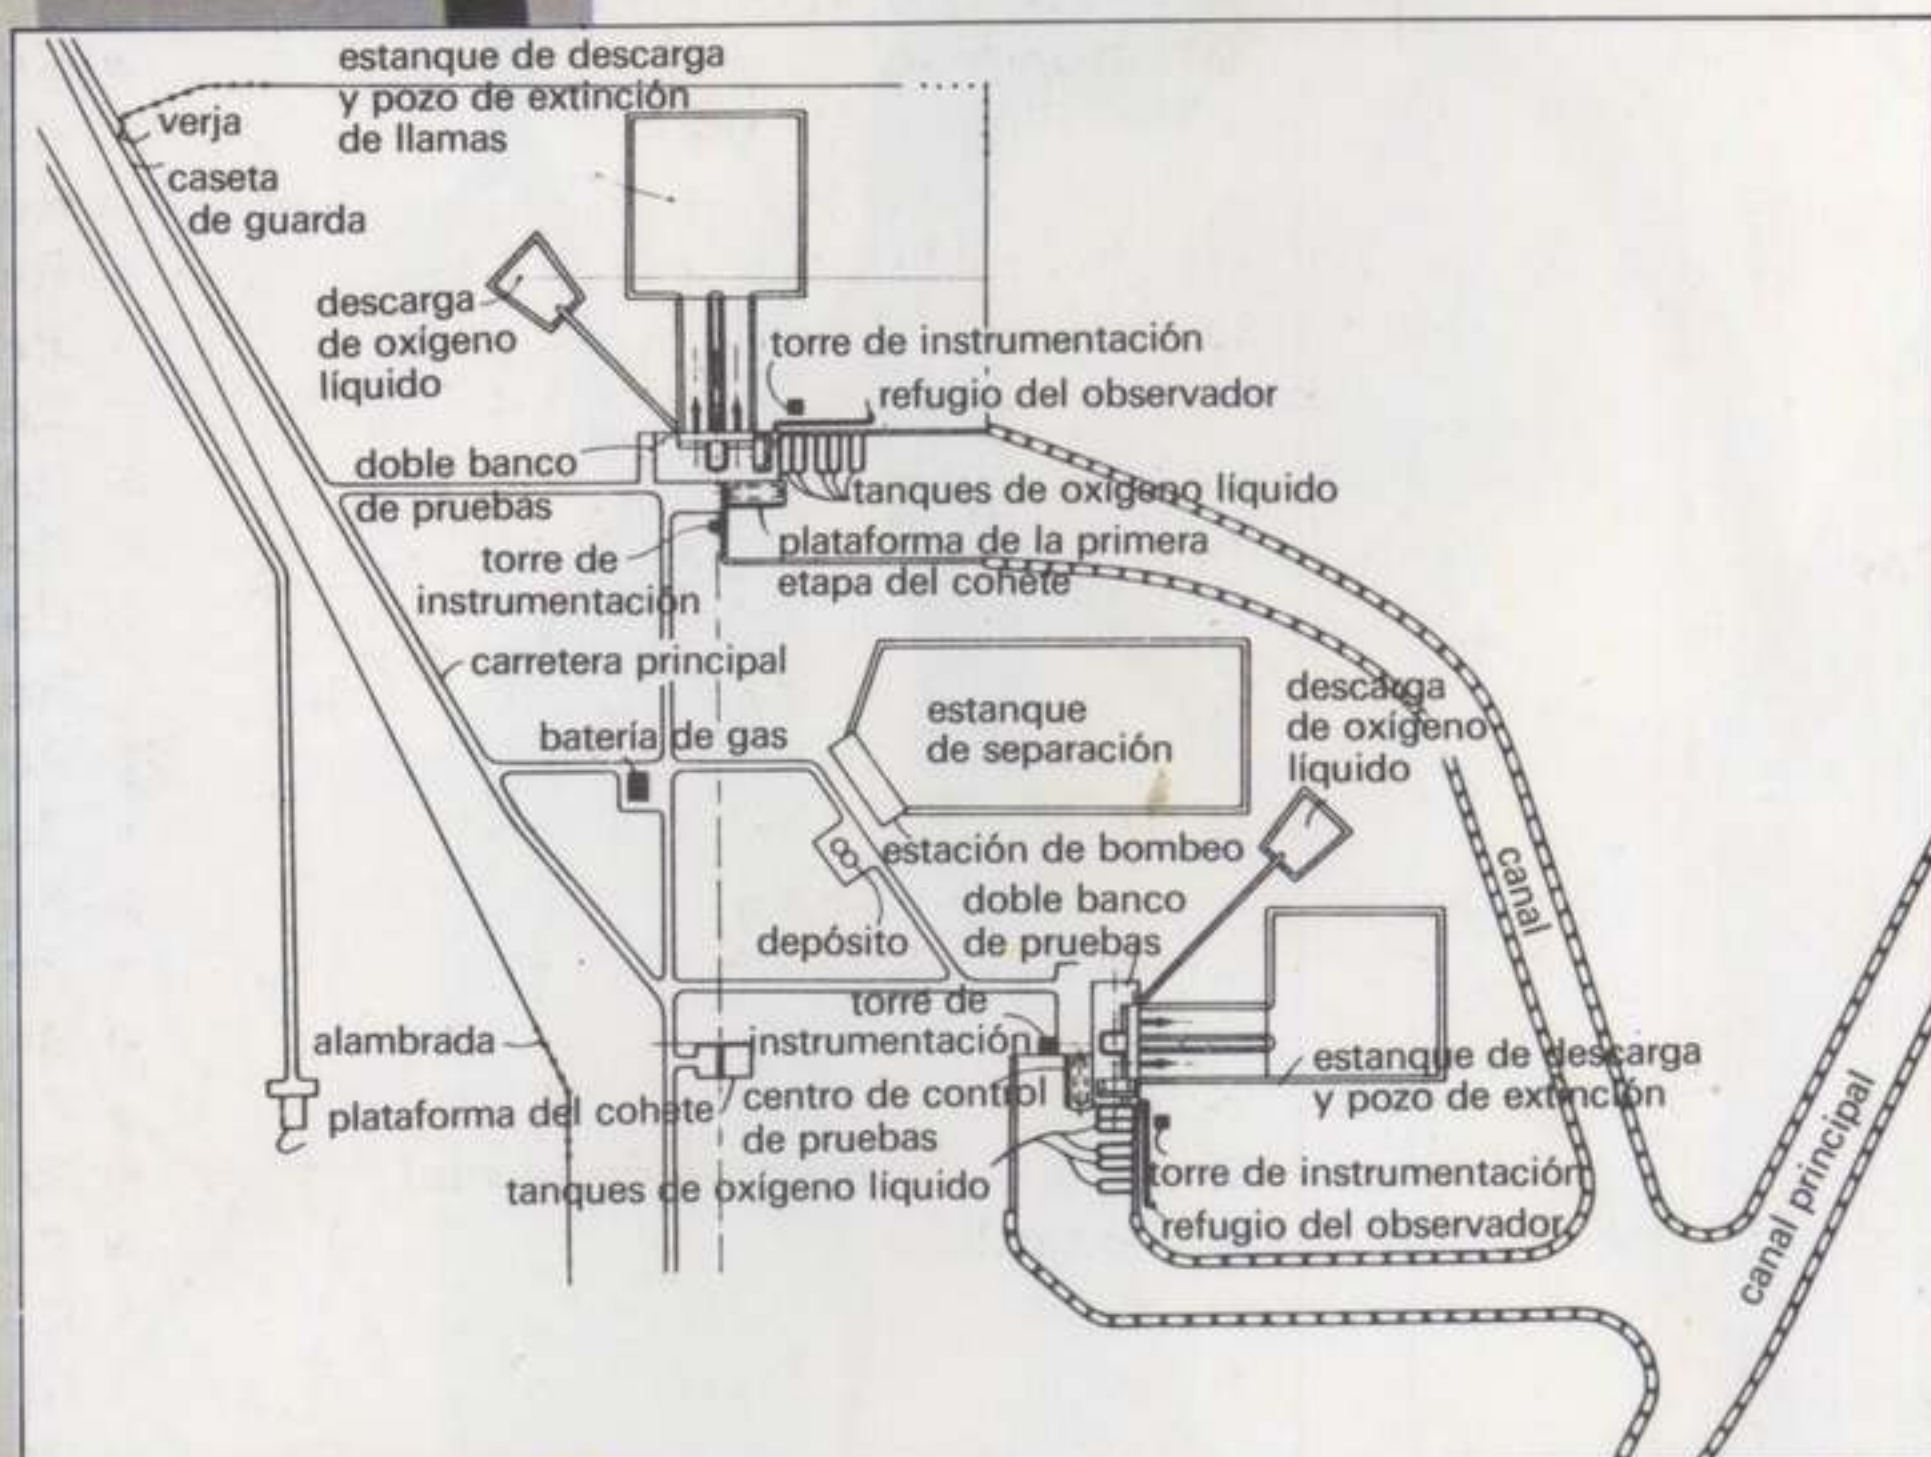 estanque de descarga
y pozo de extinción
de llamas
verja
caseta
de guarda
descarga
de oxígeno
líquido
torre de instrumentación
refugio del observador
doble banco
de pruebas
tanques de oxígeno líquido
torre de
instrumentación
plataforma de la primera
etapa del cohete
carretera principal
batería de gas
estanque
de separación
descarga
de oxígeno
líquido
estación de bombeo
canal
depósito
doble banco
de pruebas
torre de
instrumentación
alambrada
plataforma del cohete
centro de control
de pruebas
estanque de descarga
y pozo de extinción
tanques de oxígeno líquido
torre de instrumentación
refugio del observador
canal principal